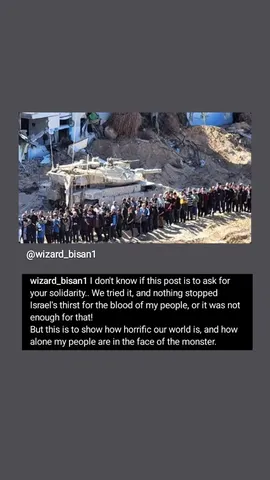 @wizard_bisan1
wizard_bisan1 I don't know if this post is to ask for
your solidarity.. We tried it, and nothing stopped
Israel's thirst for the blood of my people, or it was not
enough for that!
But this is to show how horrific our world is, and how
alone my people are in the face of the monster.